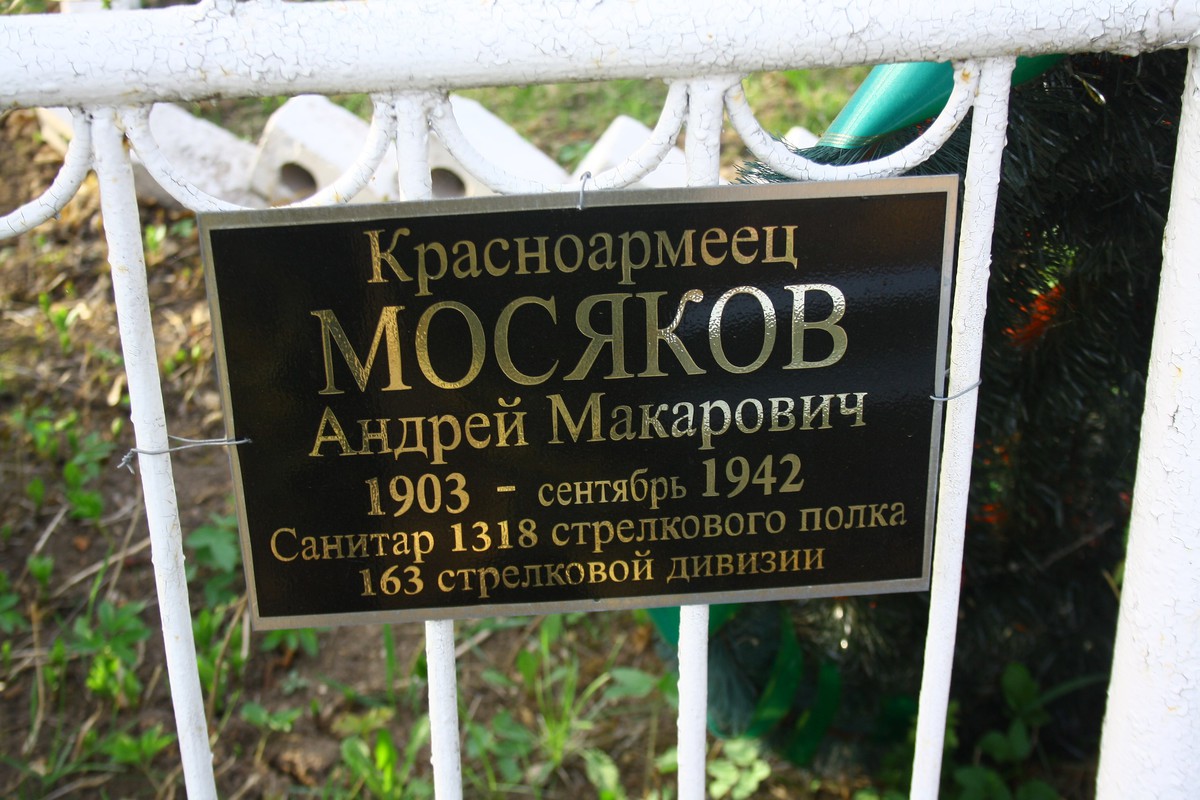 Красноармеец
МОСЯКОВ
Андрей Макарович
1903 - сентябрь 1942
Санитар 1318 стрелкового полка
163 стрелковой дивизии